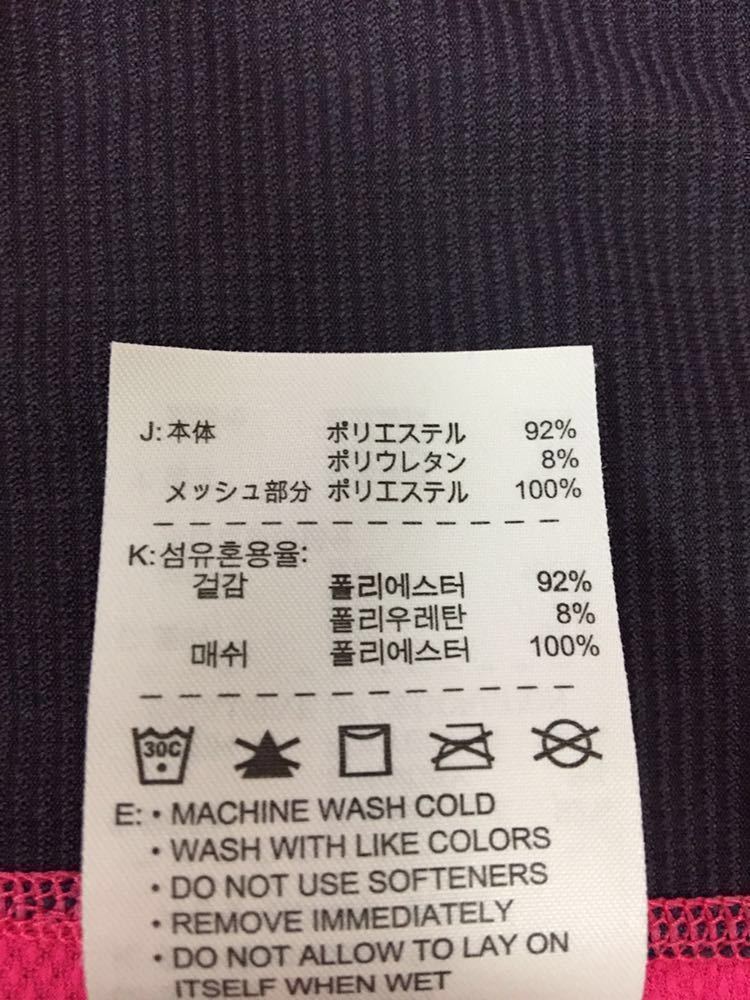 J: 本体 ポリエステル 92%
ポリウレタン 8%
メッシュ部分 ポリエステル 100%
K: 섬유혼용율:
겉감 폴리에스터 92%
폴리우레탄 8%
매쉬 폴리에스터 100%
30C
E: • MACHINE WASH COLD
• WASH WITH LIKE COLORS
• DO NOT USE SOFTENERS
• REMOVE IMMEDIATELY
• DO NOT ALLOW TO LAY ON
ITSELF WHEN WET